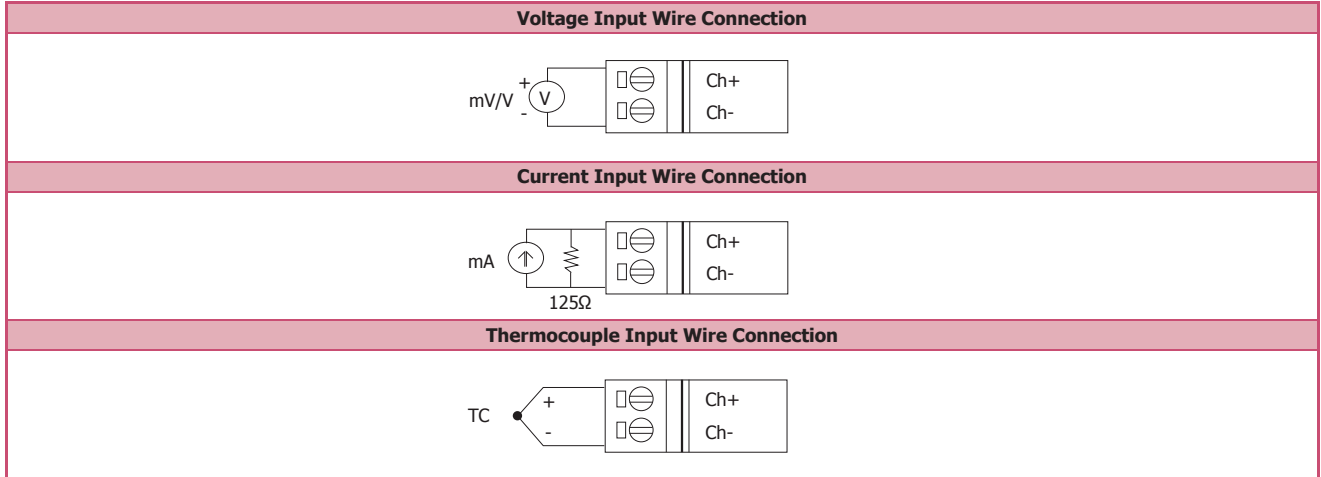 Voltage Input Wire Connection
mV/V + V -
Ch+
Ch-
Current Input Wire Connection
mA
125Ω
Ch+
Ch-
Thermocouple Input Wire Connection
TC + -
Ch+
Ch-